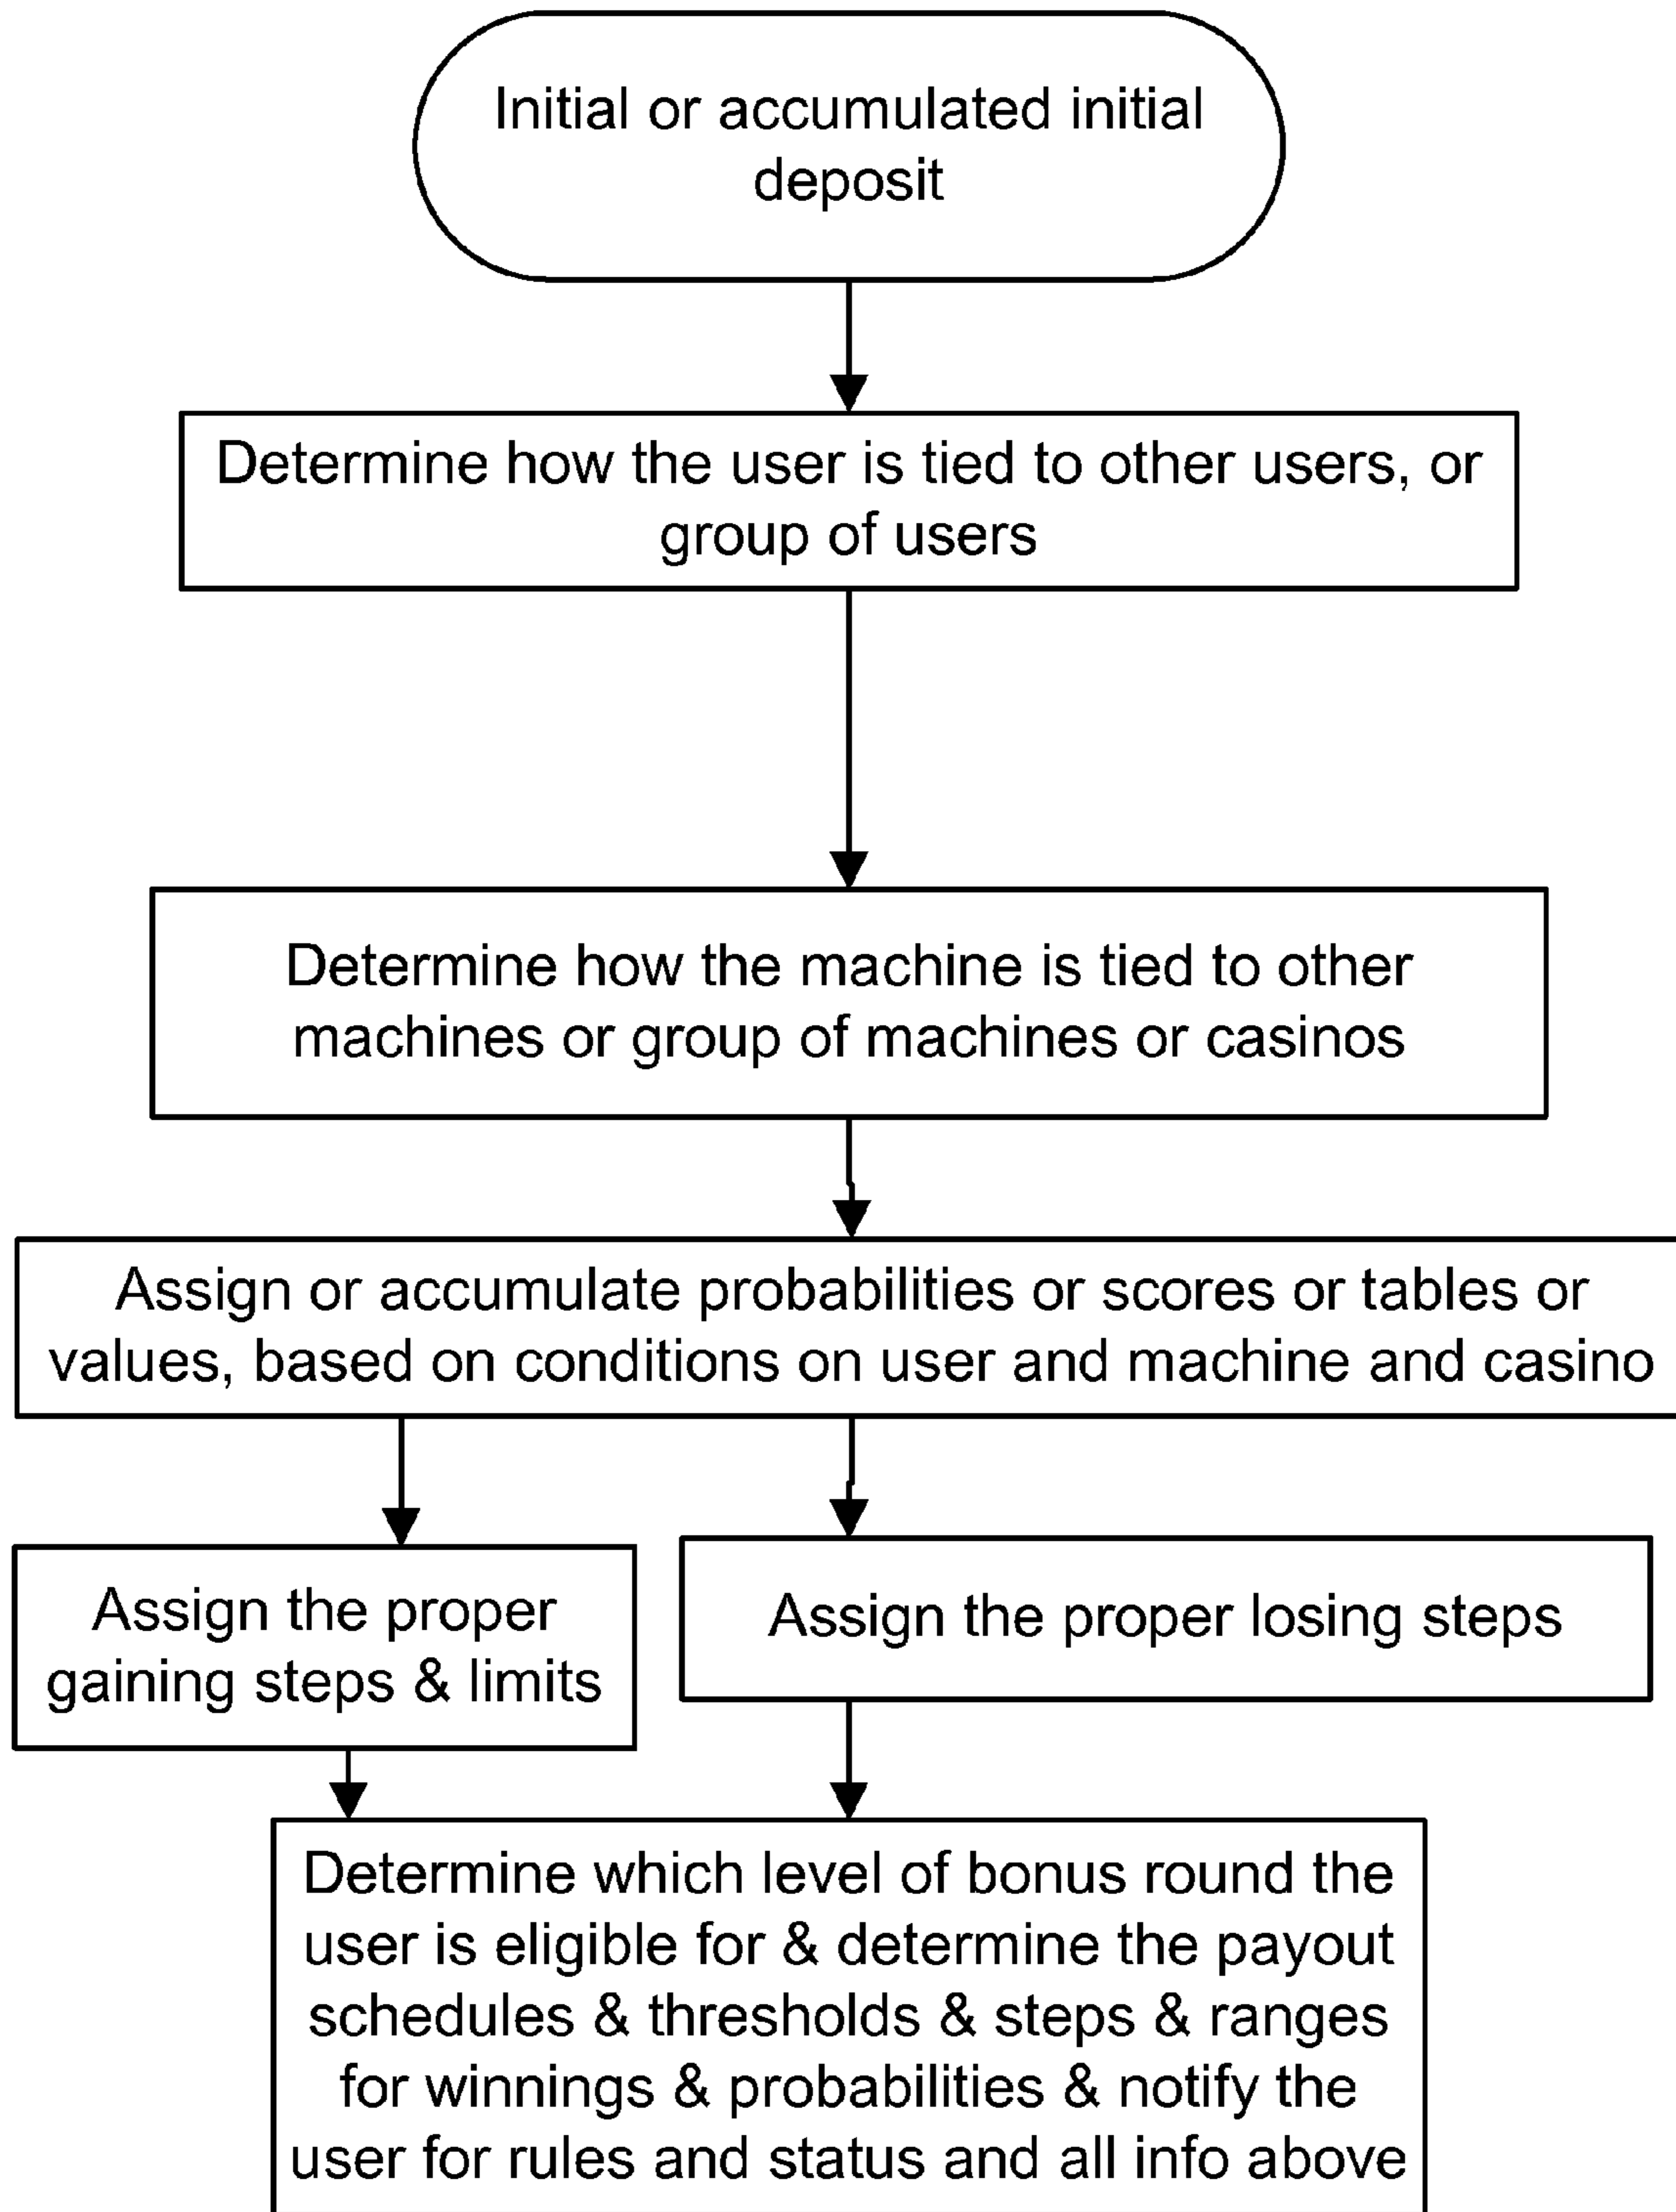 Initial or accumulated initial
deposit
Determine how the user is tied to other users, or
group of users
Determine how the machine is tied to other
machines or group of machines or casinos
Assign or accumulate probabilities or scores or tables or
values, based on conditions on user and machine and casino
Assign the proper
gaining steps & limits
Assign the proper losing steps
Determine which level of bonus round the
user is eligible for & determine the payout
schedules & thresholds & steps & ranges
for winnings & probabilities & notify the
user for rules and status and all info above